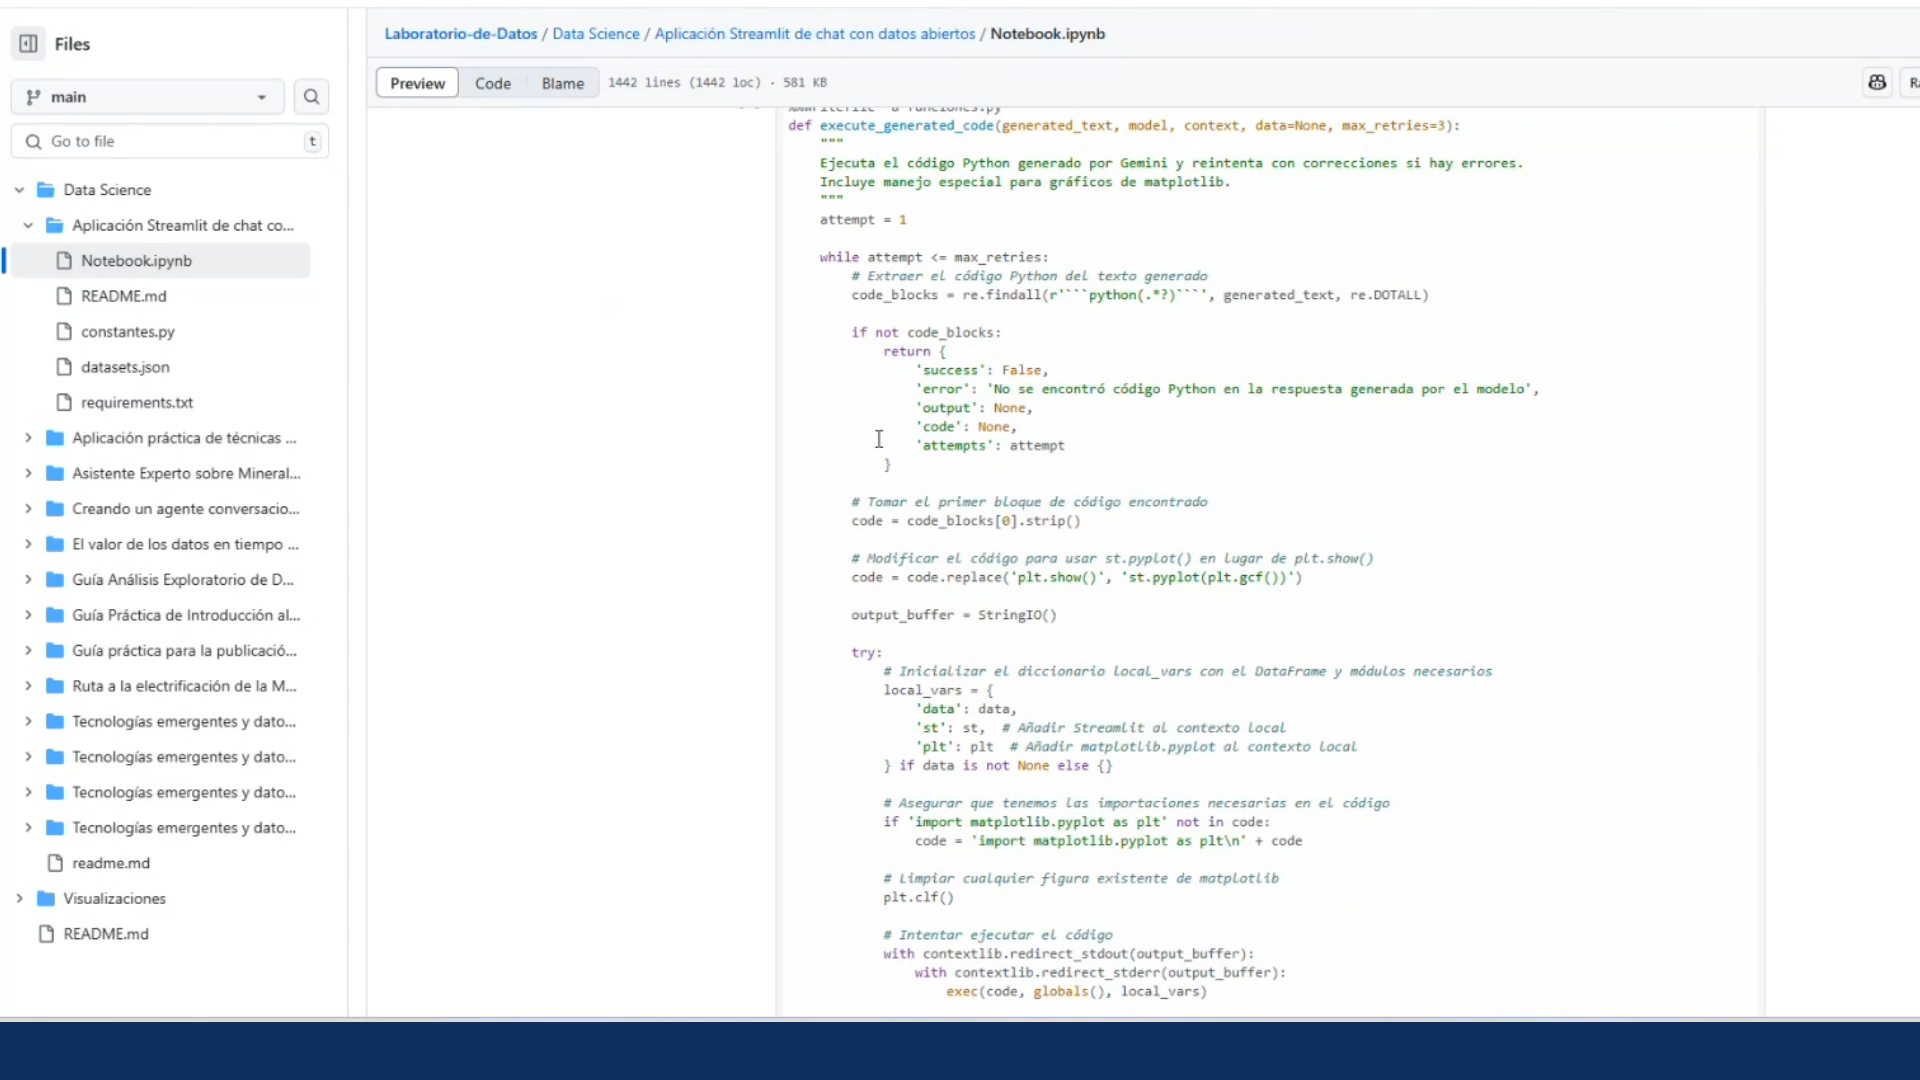 Files
main
Go to file
t
Data Science
Aplicación Streamlit de chat co...
Notebook.ipynb
README.md
constantes.py
datasets.json
requirements.txt
Aplicación práctica de técnicas ...
Asistente Experto sobre Mineral...
Creando un agente conversacio...
El valor de los datos en tiempo ...
Guía Análisis Exploratorio de D...
Guía Práctica de Introducción al...
Guía práctica para la publicació...
Ruta a la electrificación de la M...
Tecnologías emergentes y dato...
Tecnologías emergentes y dato...
Tecnologías emergentes y dato...
Tecnologías emergentes y dato...
readme.md
Visualizaciones
README.md
Laboratorio-de-Datos / Data Science / Aplicación Streamlit de chat con datos abiertos / Notebook.ipynb
Preview Code Blame 1442 lines (1442 loc) · 581 KB
def execute_generated_code(generated_text, model, context, data=None, max_retries=3):
"""
Ejecuta el código Python generado por Gemini y reintenta con correcciones si hay errores.
Incluye manejo especial para gráficos de matplotlib.
"""
attempt = 1
while attempt <= max_retries:
# Extraer el código Python del texto generado
code_blocks = re.findall(r'```python(.*?)```', generated_text, re.DOTALL)
if not code_blocks:
return {
'success': False,
'error': 'No se encontró código Python en la respuesta generada por el modelo',
'output': None,
'code': None,
'attempts': attempt
}
# Tomar el primer bloque de código encontrado
code = code_blocks[0].strip()
# Modificar el código para usar st.pyplot() en lugar de plt.show()
code = code.replace('plt.show()', 'st.pyplot(plt.gcf())')
output_buffer = StringIO()
try:
# Inicializar el diccionario local_vars con el DataFrame y módulos necesarios
local_vars = {
'data': data,
'st': st, # Añadir Streamlit al contexto local
'plt': plt # Añadir matplotlib.pyplot al contexto local
} if data is not None else {}
# Asegurar que tenemos las importaciones necesarias en el código
if 'import matplotlib.pyplot as plt' not in code:
code = 'import matplotlib.pyplot as plt\n' + code
# Limpiar cualquier figura existente de matplotlib
plt.clf()
# Intentar ejecutar el código
with contextlib.redirect_stdout(output_buffer):
with contextlib.redirect_stderr(output_buffer):
exec(code, globals(), local_vars)